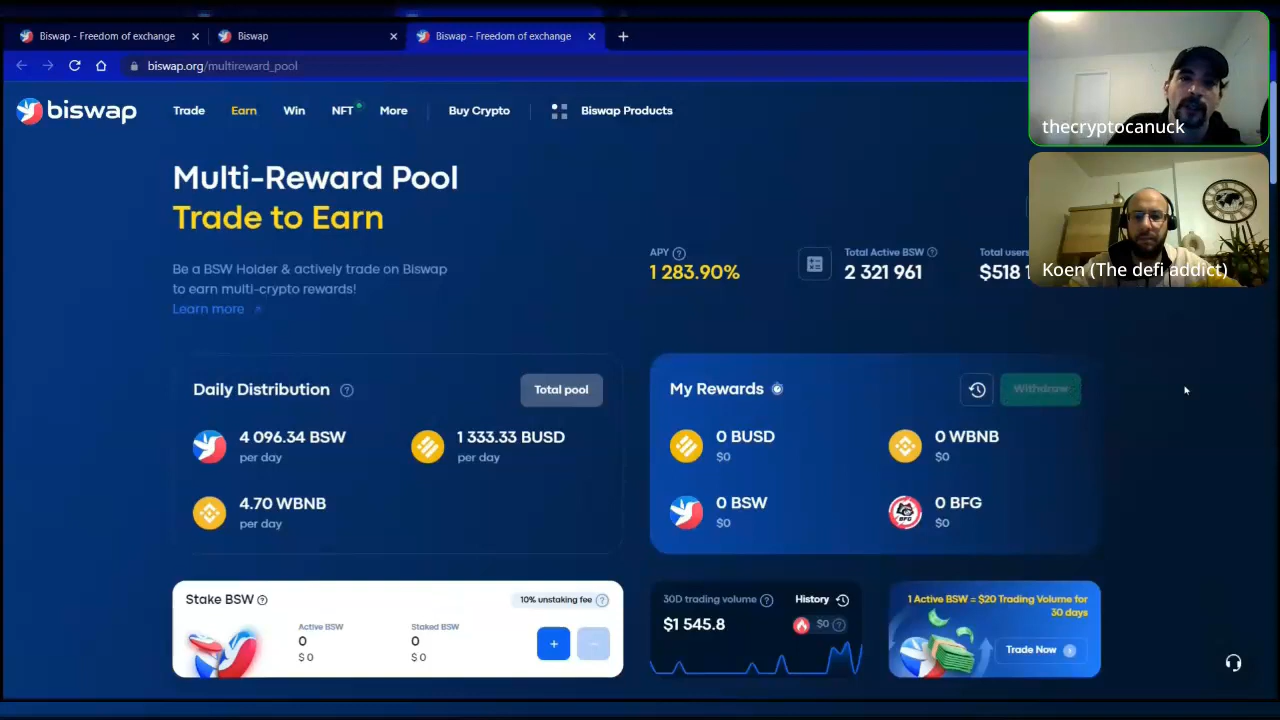 Biswap - Freedom of exchange
Biswap
Biswap - Freedom of exchange
biswap.org/multireward_pool
biswap
Trade
Earn
Win
NFT
More
Buy Crypto
Biswap Products
thecryptocanuck
Koen (The defi addict)
Multi-Reward Pool
Trade to Earn
Be a BSW Holder & actively trade on Biswap
to earn multi-crypto rewards!
Learn more
APY
1 283.90%
Total Active BSW
2 321 961
Total users
$518 1
Daily Distribution
Total pool
4 096.34 BSW
per day
1 333.33 BUSD
per day
4.70 WBNB
per day
My Rewards
Withdraw
0 BUSD
$0
0 WBNB
$0
0 BSW
$0
0 BFG
$0
BFG
Stake BSW
10% unstaking fee
Active BSW
0
$ 0
Staked BSW
0
$ 0
30D trading volume
History
$1 545.8
$0
1 Active BSW = $20 Trading Volume for
30 days
Trade Now